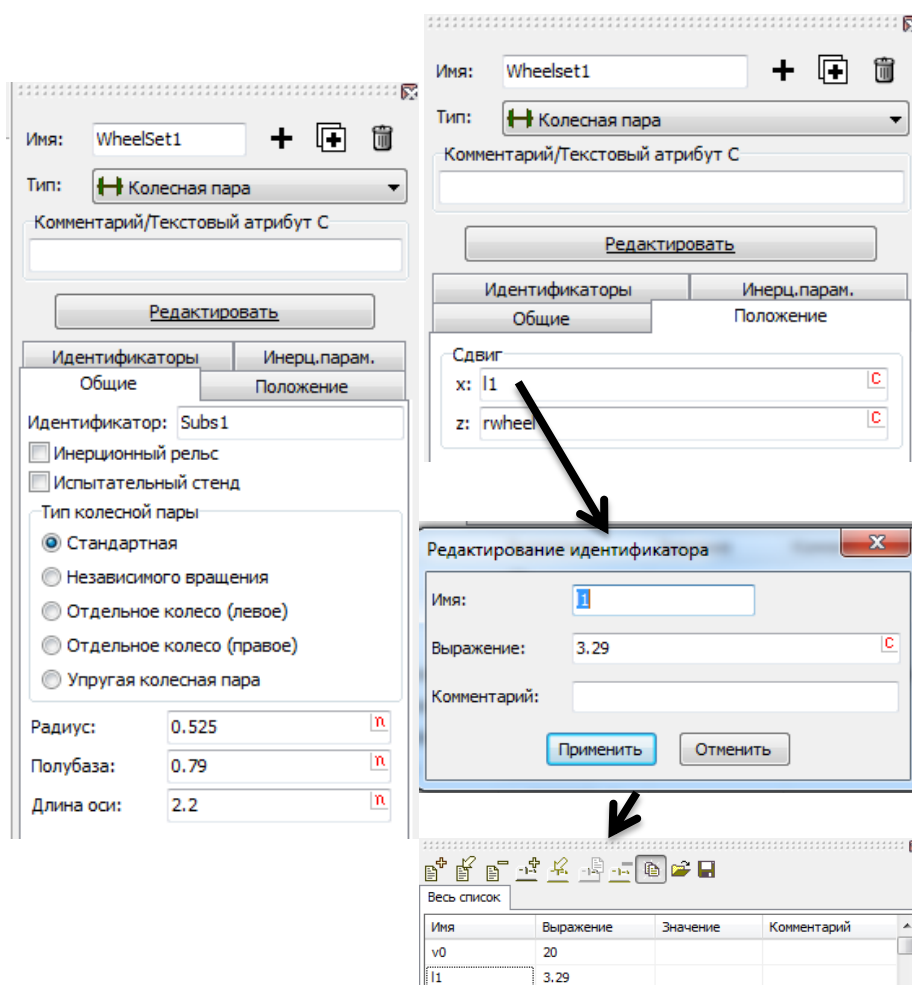 Имя: WheelSet1
Тип: Колесная пара
Комментарий/Текстовый атрибут C
Редактировать
Идентификаторы Инерц.парам.
Общие Положение
Идентификатор: Subs1
Инерционный рельс
Испытательный стенд
Тип колесной пары
Стандартная
Независимого вращения
Отдельное колесо (левое)
Отдельное колесо (правое)
Упругая колесная пара
Радиус: 0.525 n
Полубаза: 0.79 n
Длина оси: 2.2 n
Имя: Wheelset1
Тип: Колесная пара
Комментарий/Текстовый атрибут C
Редактировать
Идентификаторы Инерц.парам.
Общие Положение
Сдвиг
x: l1 C
z: rwheel C
Редактирование идентификатора
Имя: l1
Выражение: 3.29 C
Комментарий:
Применить Отменить
Весь список
Имя Выражение Значение Комментарий
v0 20
l1 3.29